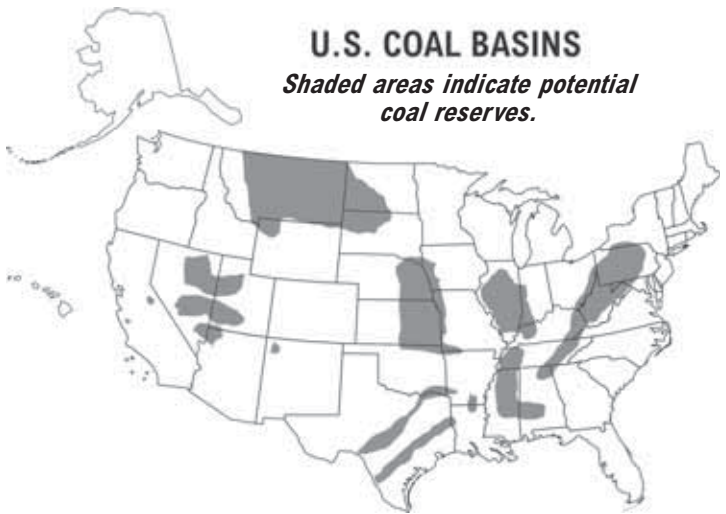 U.S. COAL BASINS
Shaded areas indicate potential
coal reserves.